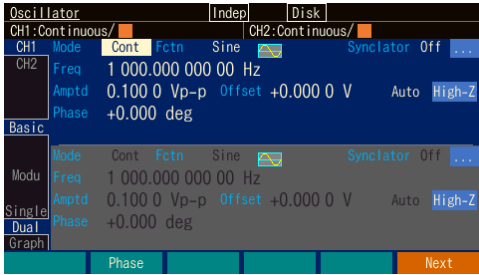 Oscillator Indep Disk
CH1:Continuous/ CH2:Continuous/
CH1 Mode Cont Fctn Sine Synclator Off ...
CH2 Freq 1 000.000 000 00 Hz
Amptd 0.100 0 Vp-p Offset +0.000 0 V Auto High-Z
Phase +0.000 deg
Basic
Mode Cont Fctn Sine Synclator Off ...
Modu Freq 1 000.000 000 00 Hz
Amptd 0.100 0 Vp-p Offset +0.000 0 V Auto High-Z
Single
Phase +0.000 deg
Dual
Graph
Phase Next